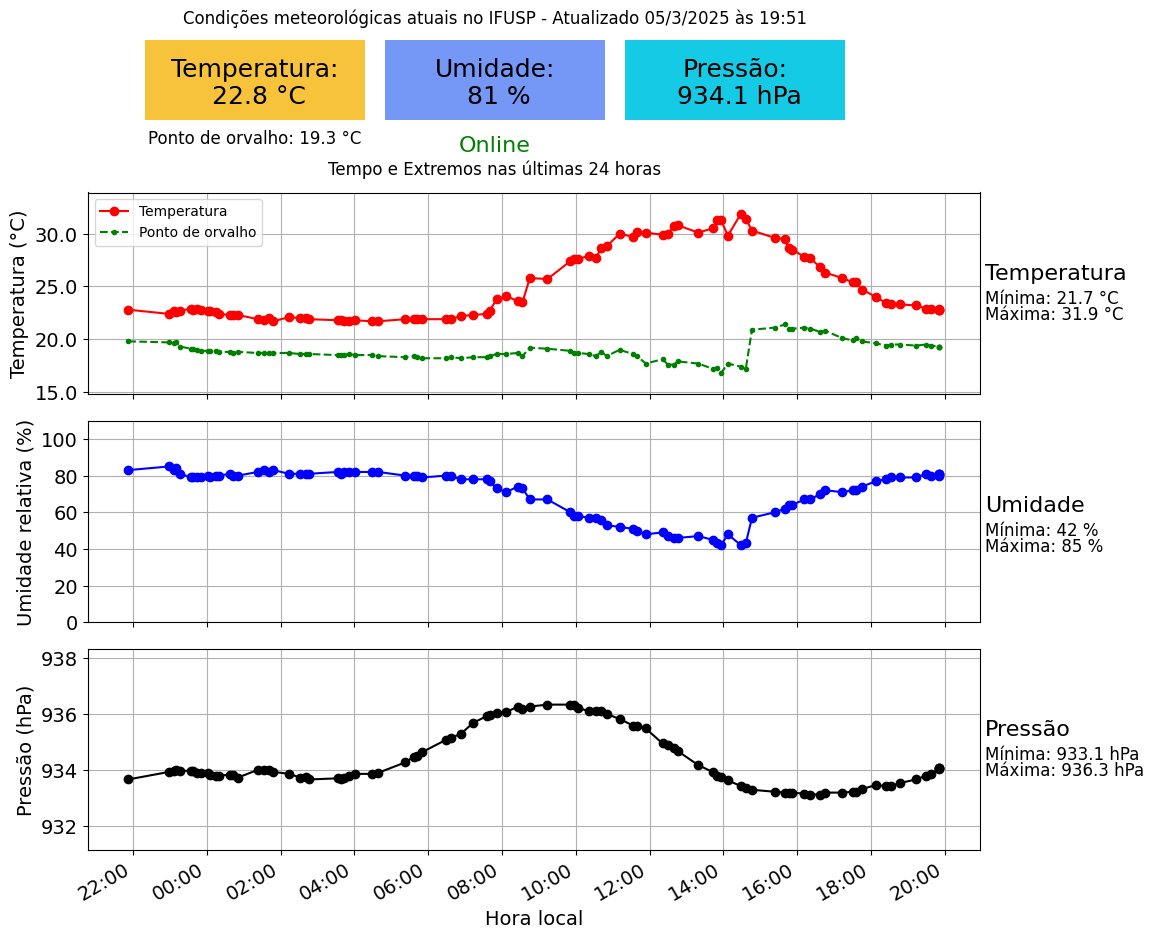 Condições meteorológicas atuais no IFUSP - Atualizado 05/3/2025 às 19:51
Temperatura:
22.8 °C
Umidade:
81 %
Pressão:
934.1 hPa
Ponto de orvalho: 19.3 °C
Online
Tempo e Extremos nas últimas 24 horas
Temperatura (°C)
30.0
25.0
20.0
15.0
Temperatura
Ponto de orvalho
Temperatura
Mínima: 21.7 °C
Máxima: 31.9 °C
Umidade relativa (%)
100
80
60
40
20
0
Umidade
Mínima: 42 %
Máxima: 85 %
Pressão (hPa)
938
936
934
932
Pressão
Mínima: 933.1 hPa
Máxima: 936.3 hPa
22:00
00:00
02:00
04:00
06:00
08:00
10:00
12:00
14:00
16:00
18:00
20:00
Hora local